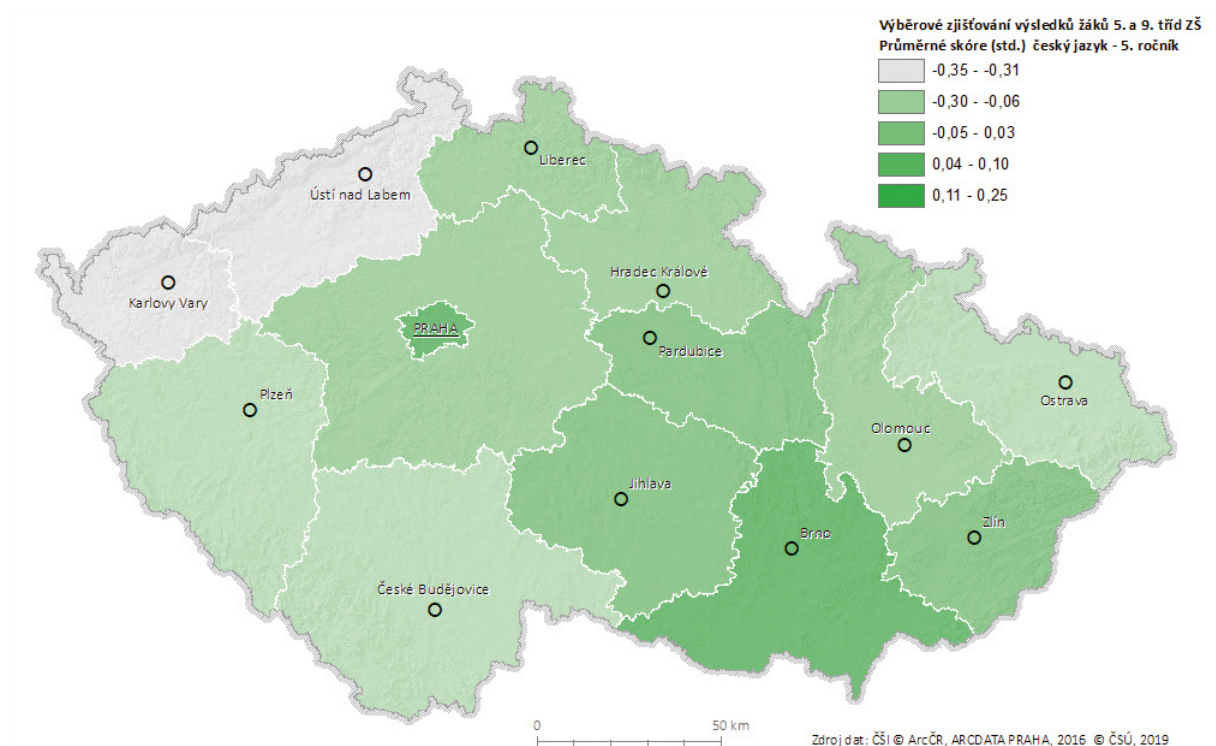 Výběrové zjišťování výsledků žáků 5. a 9. tříd ZŠ
Průměrné skóre (std.) český jazyk - 5. ročník
-0,35 - -0,31
-0,30 - -0,06
-0,05 - 0,03
0,04 - 0,10
0,11 - 0,25
Liberec
Ústí nad Labem
Hradec Králové
Karlovy Vary
PRAHA
Pardubice
Plzeň
Ostrava
Olomouc
Jihlava
Zlín
Brno
České Budějovice
0 50 km
Zdroj dat: ČŠI © ArcČR, ARCDATA PRAHA, 2016 © ČSÚ, 2019